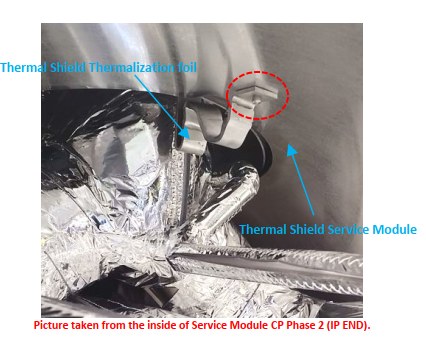 Thermal Shield Thermalization foil
Thermal Shield Service Module
Picture taken from the inside of Service Module CP Phase 2 (IP END).